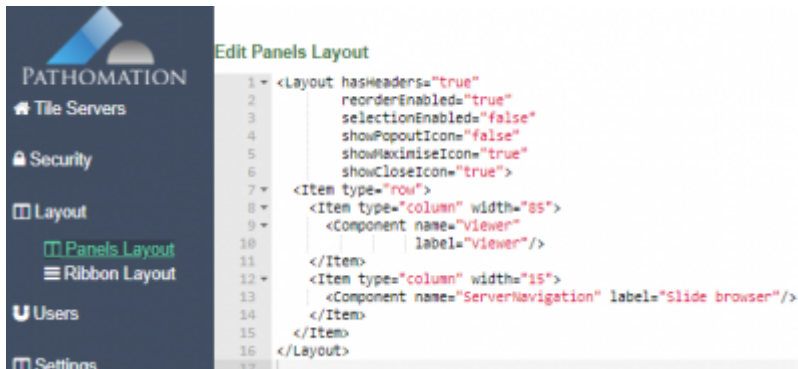 PATHOMATION
Tile Servers
Security
Layout
Panels Layout
Ribbon Layout
Users
Settings
Edit Panels Layout
1 <Layout hasHeaders="true"
2 reorderEnabled="true"
3 selectionEnabled="false"
4 showPopoutIcon="false"
5 showMaximiseIcon="true"
6 showCloseIcon="true">
7 <Item type="row">
8 <Item type="column" width="85">
9 <Component name="Viewer"
10 label="Viewer"/>
11 </Item>
12 <Item type="column" width="15">
13 <Component name="ServerNavigation" label="Slide browser"/>
14 </Item>
15 </Item>
16 </Layout>
17